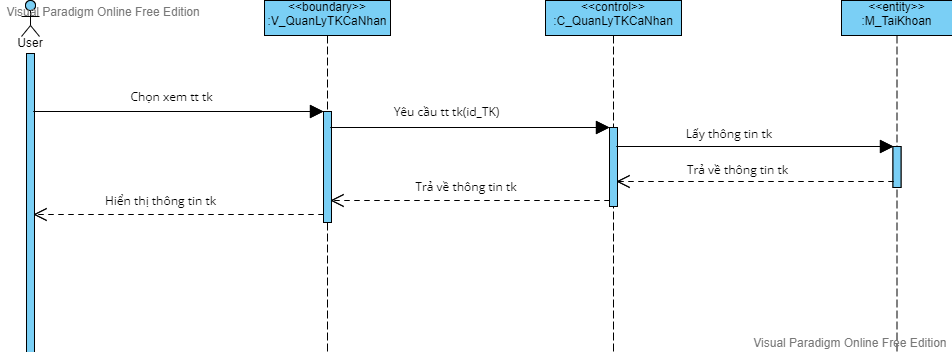 Visual Paradigm Online Free Edition
User
<<boundary>>
:V_QuanLyTKCaNhan
<<control>>
:C_QuanLyTKCaNhan
<<entity>>
:M_TaiKhoan
Chọn xem tt tk
Yêu cầu tt tk(id_TK)
Lấy thông tin tk
Trả về thông tin tk
Trả về thông tin tk
Hiển thị thông tin tk
Visual Paradigm Online Free Edition